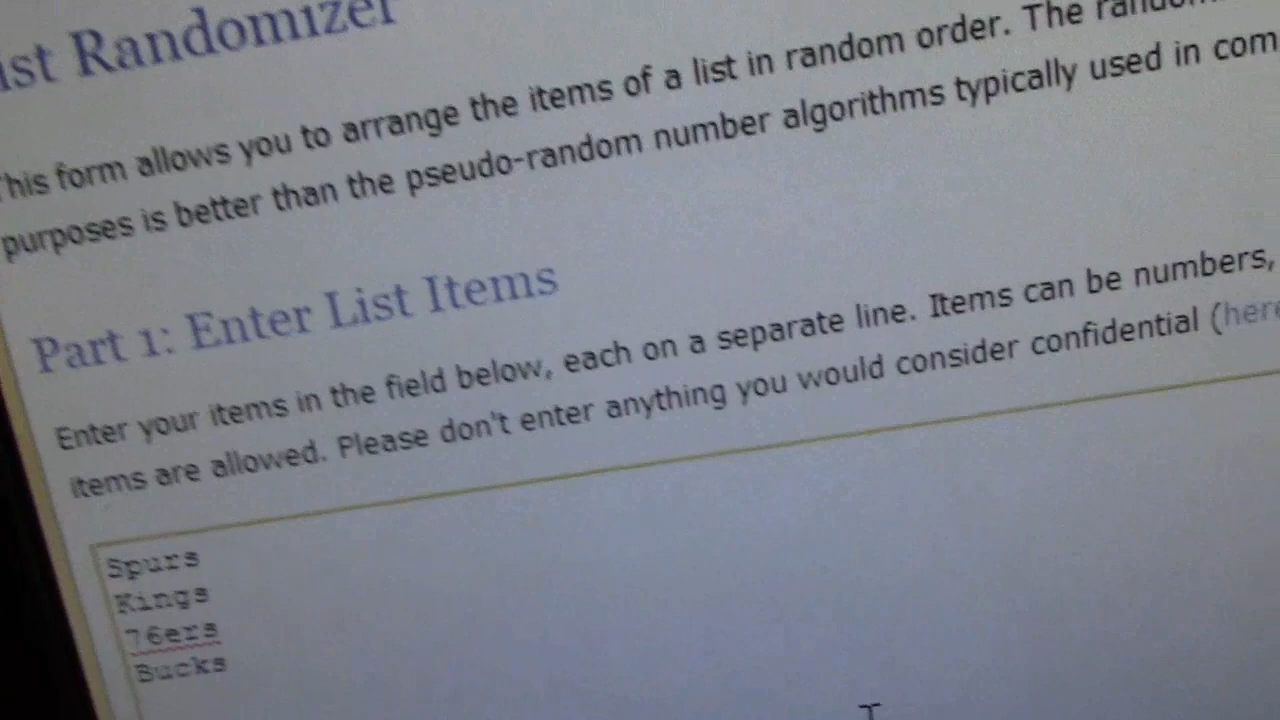 ist Randomizer
This form allows you to arrange the items of a list in random order. The
purposes is better than the pseudo-random number algorithms typically used in com
Part 1: Enter List Items
Enter your items in the field below, each on a separate line. Items can be numbers,
items are allowed. Please don't enter anything you would consider confidential (here
Spurs
Kings
76ers
Bucks